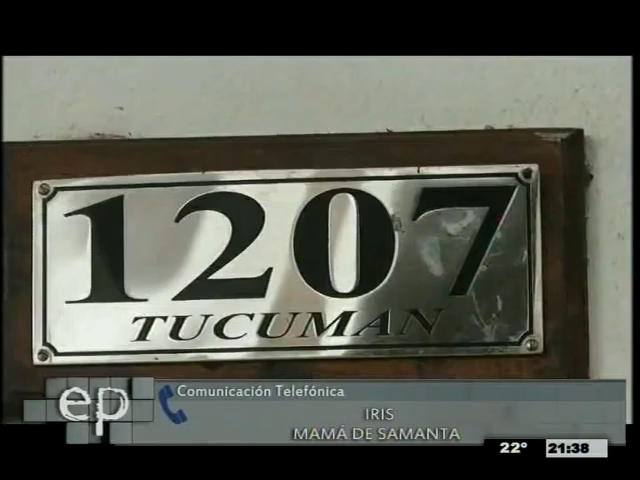 1207
TUCUMAN
ep
Comunicación Telefónica
IRIS
MAMÁ DE SAMANTA
22° 21:38